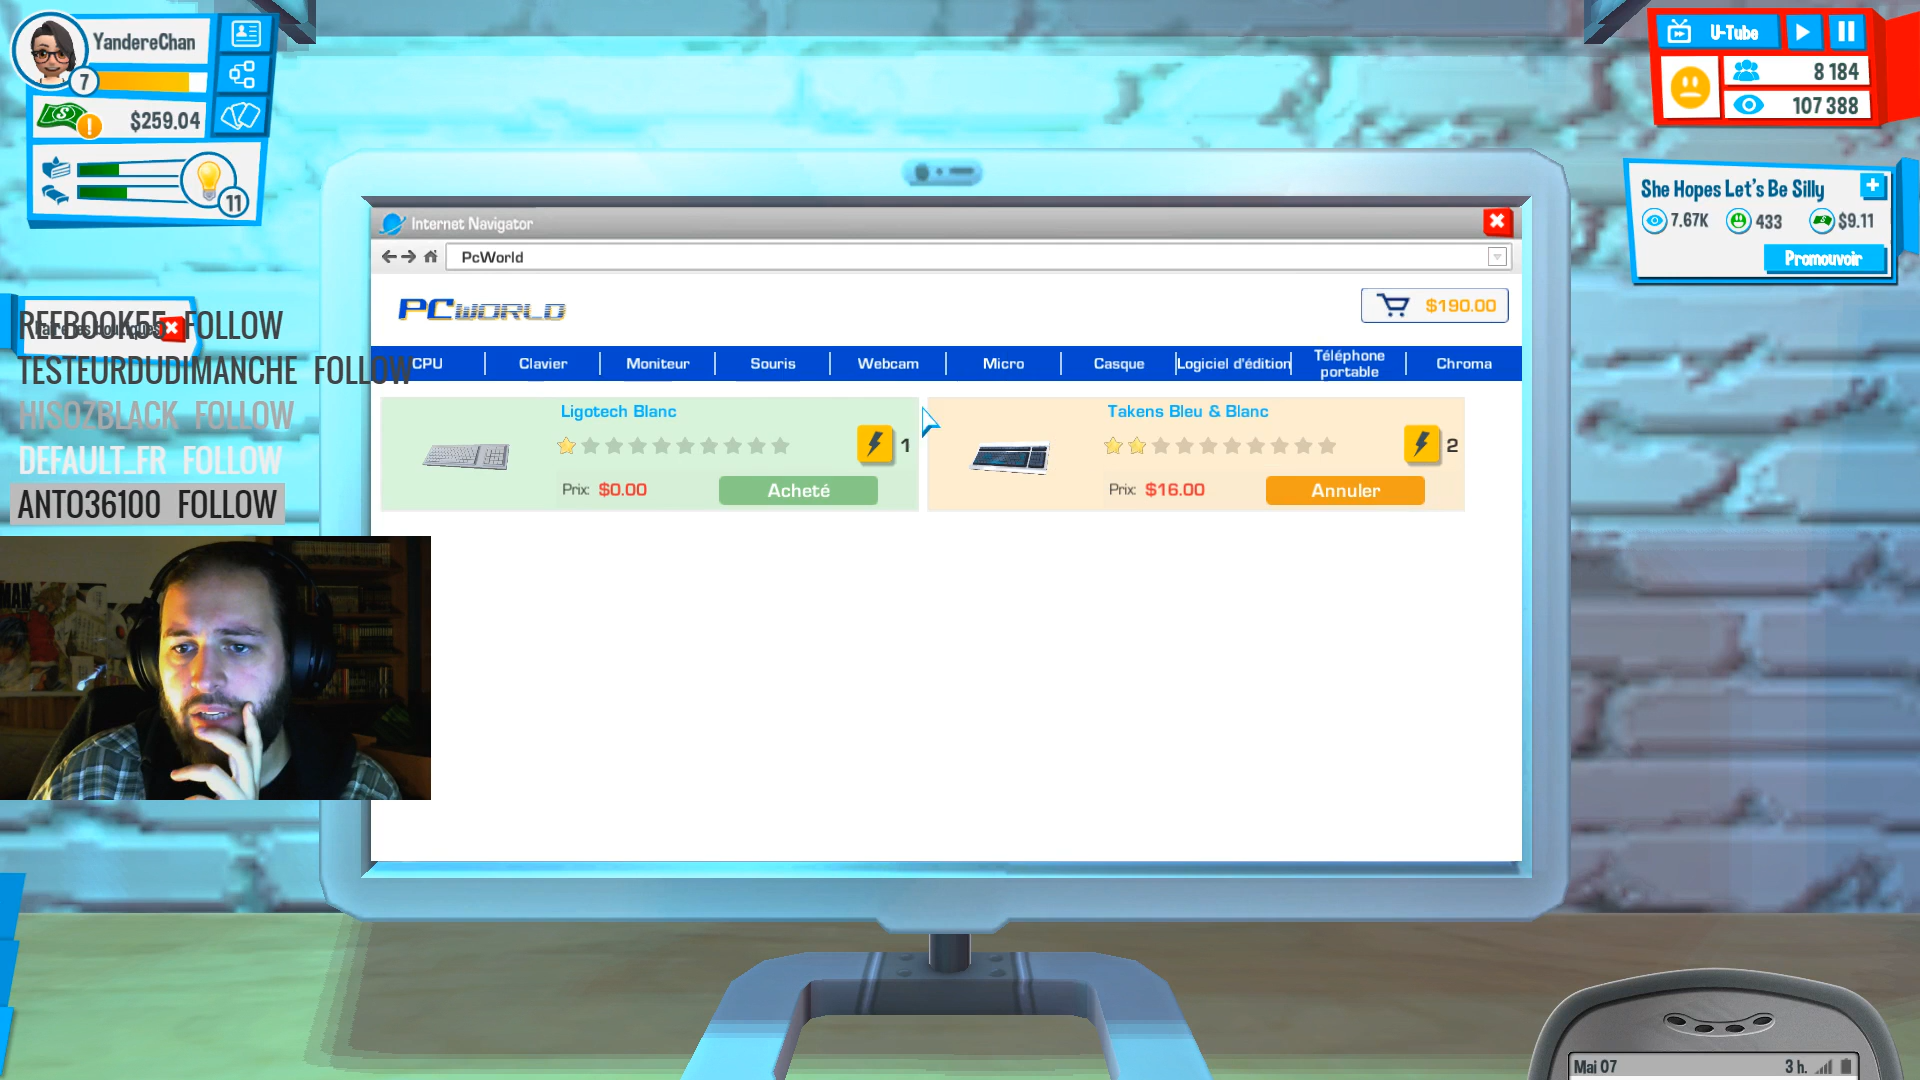 YandereChan
7
$259.04
11
U-Tube
8 184
107 388
She Hopes Let's Be Silly
7.67K
433
$9.11
Promouvoir
REEBOOK55 FOLLOW
TESTEURDUDIMANCHE FOLLOW
HISOZBLACK FOLLOW
DEFAULT_FR FOLLOW
ANTO36100 FOLLOW
Internet Navigator
PcWorld
PCWORLD
$190.00
CPU
Clavier
Moniteur
Souris
Webcam
Micro
Casque
Logiciel d'édition
Téléphone portable
Chroma
Ligotech Blanc
1
Prix: $0.00
Acheté
Takens Bleu & Blanc
2
Prix: $16.00
Annuler
Mai 07
3 h.